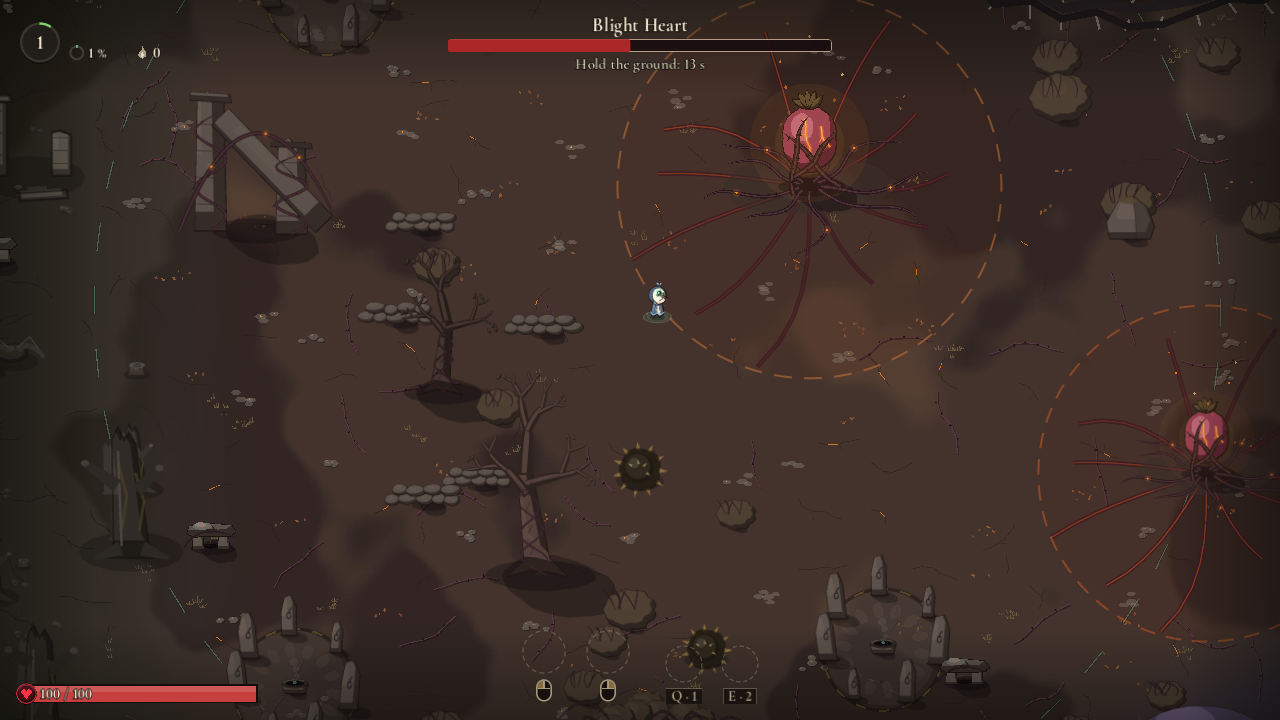 Blight Heart
1
1 %
0
Hold the ground: 13 s
100 / 100
Q · 1
E · 2